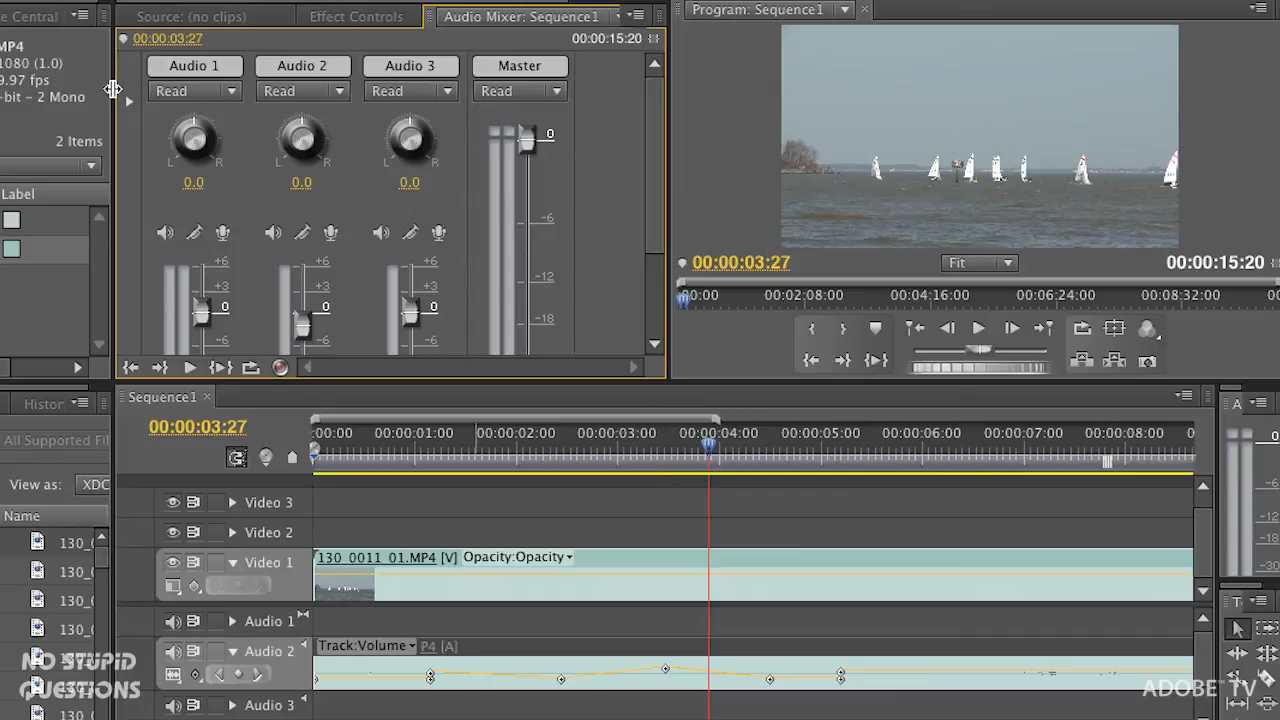 Central
Source: (no clips)
Effect Controls
Audio Mixer: Sequence1
Program: Sequence1
MP4
1080 (1.0)
9.97 fps
-bit - 2 Mono
2 Items
Label
00:00:03:27
00:00:15:20
Audio 1
Audio 2
Audio 3
Master
Read
Read
Read
Read
L R
L R
L R
0.0
0.0
0.0
0
-6
-12
-18
+6
+3
0
-6
+6
+3
0
-6
+6
+3
0
-6
00:00:03:27
Fit
00:00:15:20
00:00
00:02:08:00
00:04:16:00
00:06:24:00
00:08:32:00
Histor
All Supported Fil
View as:
XDC
Name
130_
130_
130_
130_
Sequence1
00:00:03:27
:00:00
00:00:01:00
00:00:02:00
00:00:03:00
00:00:04:00
00:00:05:00
00:00:06:00
00:00:07:00
00:00:08:00
Video 3
Video 2
Video 1
130_0011_01.MP4 [V]
Opacity:Opacity
Audio 1
Audio 2
Track:Volume
P4 [A]
Audio 3
A
0
-6
-12
-18
-30
T
NO STUPID
QUESTIONS
ADOBE TV